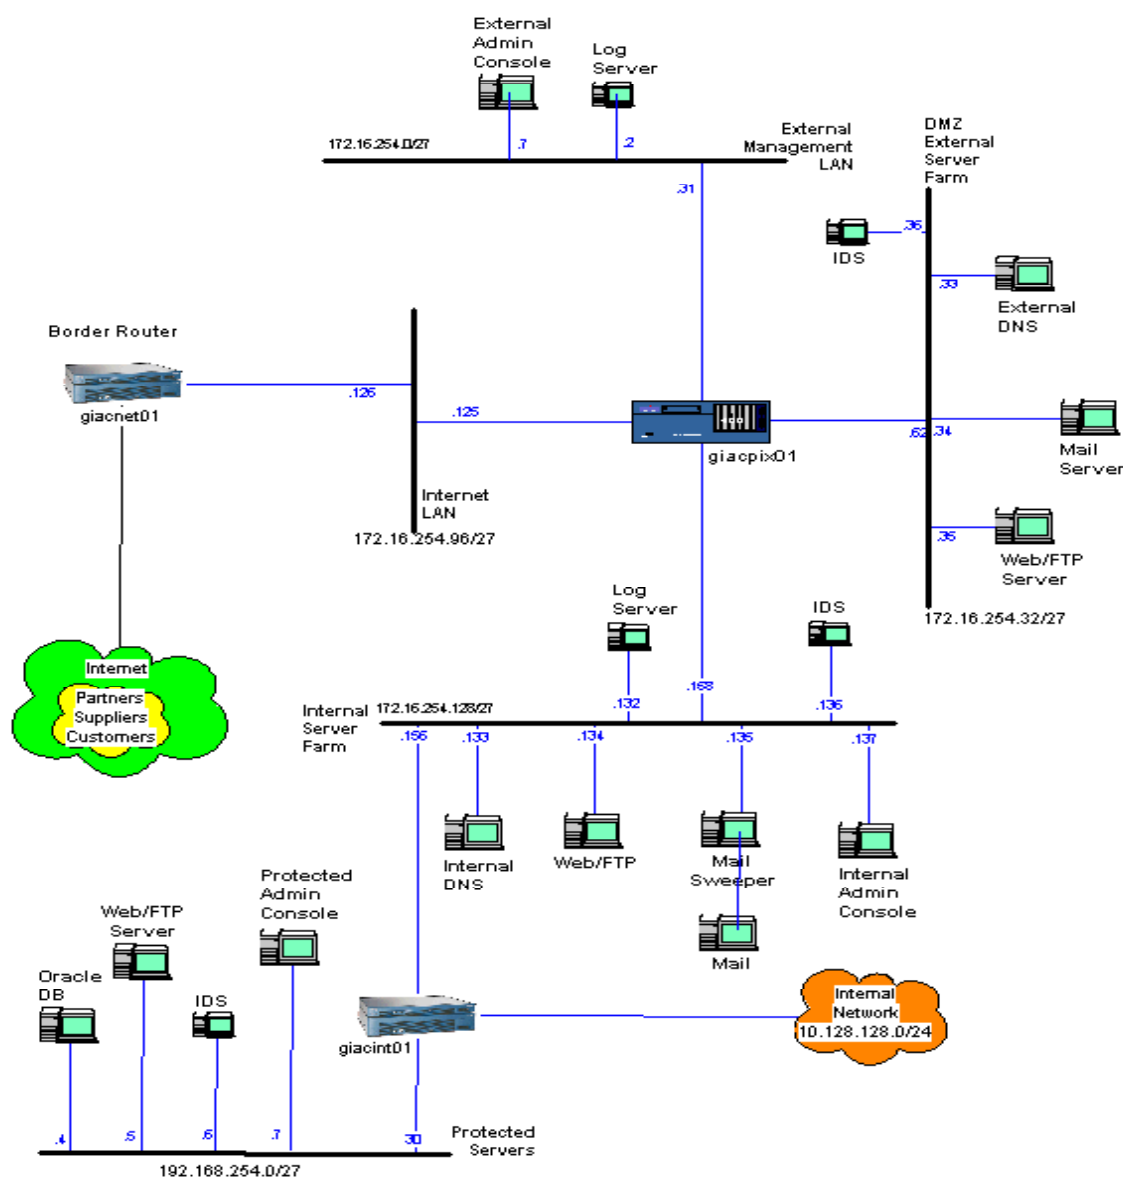 External
Admin
Console
Log
Server
172.16.254.0/27
.7
.2
External
Management
LAN
.31
DMZ
External
Server
Farm
.36
IDS
.33
External
DNS
Border Router
giacnet01
.126
.125
giacpix01
.62
.34
Mail
Server
Internet
LAN
172.16.254.96/27
.35
Web/FTP
Server
172.16.254.32/27
Log
Server
IDS
Internet
Partners
Suppliers
Customers
.132
.158
.136
Internal
Server
Farm
172.16.254.128/27
.133
.134
.135
.137
Internal
DNS
Web/FTP
Mail
Sweeper
Internal
Admin
Console
Mail
Protected
Admin
Console
Web/FTP
Server
Oracle
DB
IDS
giacint01
Internal
Network
10.128.128.0/24
.4
.5
.6
.7
.30
Protected
Servers
192.168.254.0/27